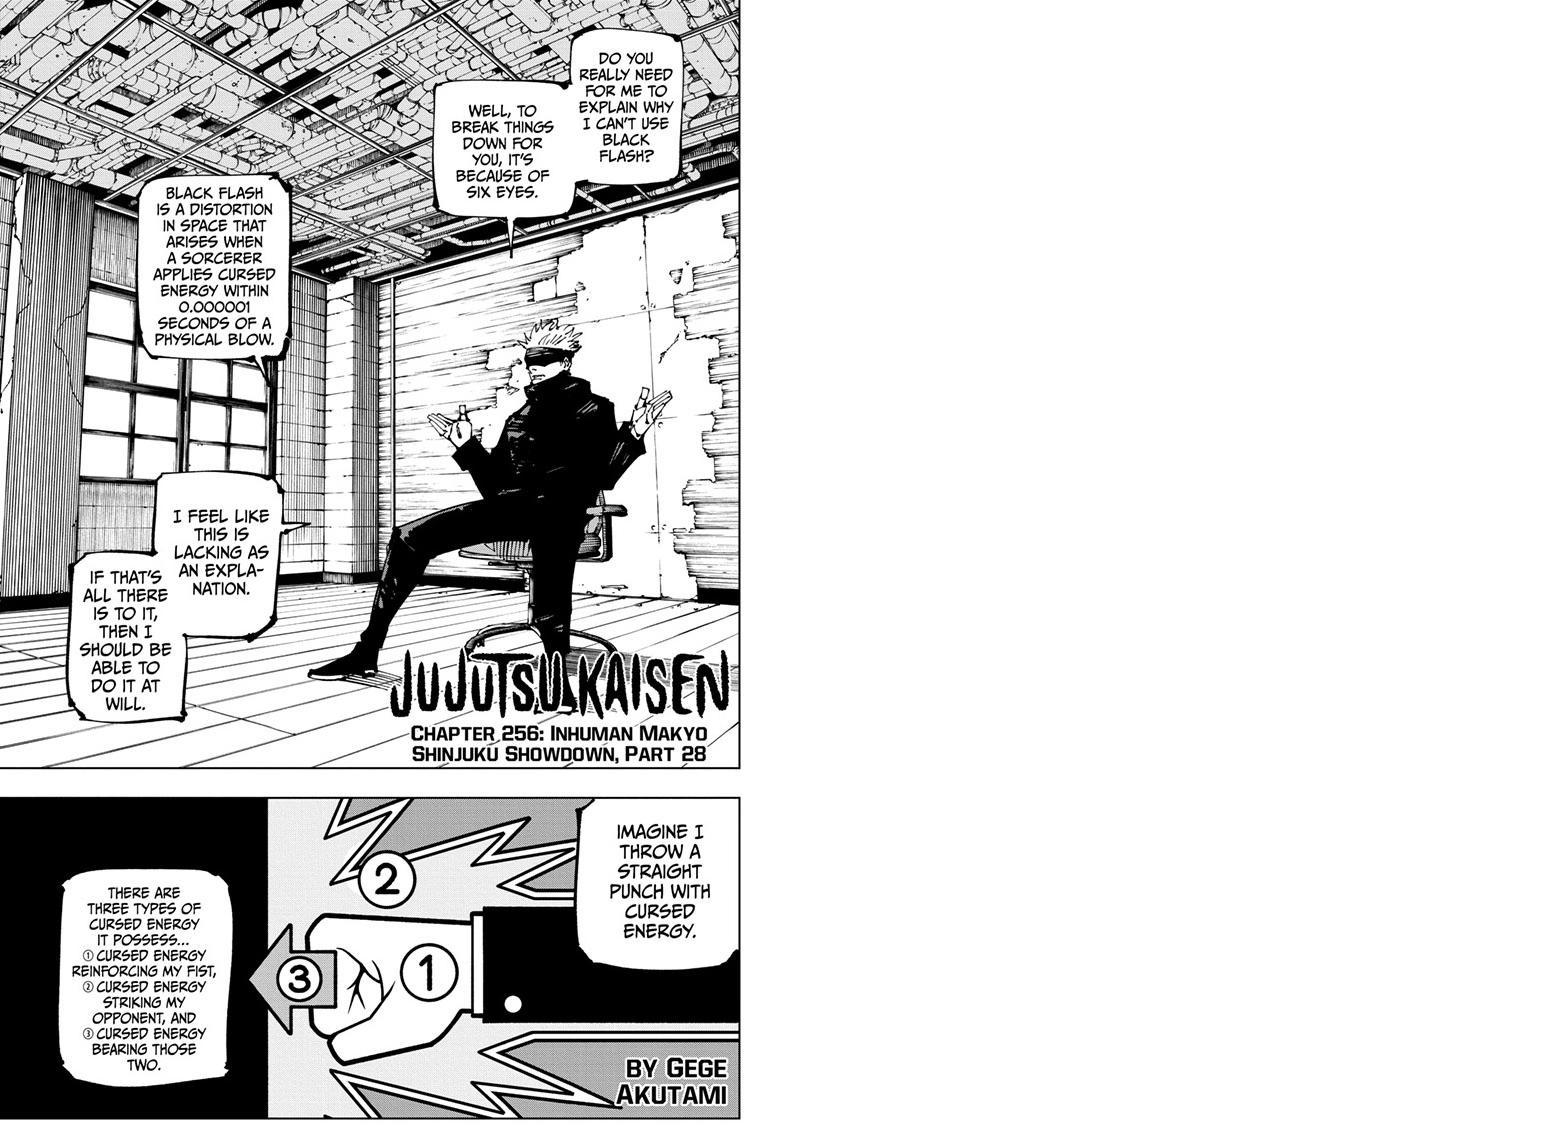 DO YOU
REALLY NEED
FOR ME TO
EXPLAIN WHY
I CAN'T USE
BLACK
FLASH?
WELL, TO
BREAK THINGS
DOWN FOR
YOU, IT'S
BECAUSE OF
SIX EYES.
BLACK FLASH
IS A DISTORTION
IN SPACE THAT
ARISES WHEN
A SORCERER
APPLIES CURSED
ENERGY WITHIN
0.000001
SECONDS OF A
PHYSICAL BLOW.
I FEEL LIKE
THIS IS
LACKING AS
AN EXPLA-
NATION.
IF THAT'S
ALL THERE
IS TO IT,
THEN I
SHOULD BE
ABLE TO
DO IT AT
WILL.
JUJUTSU KAISEN
CHAPTER 256: INHUMAN MAKYO
SHINJUKU SHOWDOWN, PART 28
IMAGINE I
THROW A
STRAIGHT
PUNCH WITH
CURSED
ENERGY.
2
1
3
THERE ARE
THREE TYPES OF
CURSED ENERGY
IT POSSESS...
① CURSED ENERGY
REINFORCING MY FIST,
② CURSED ENERGY
STRIKING MY
OPPONENT, AND
③ CURSED ENERGY
BEARING THOSE
TWO.
BY GEGE
AKUTAMI